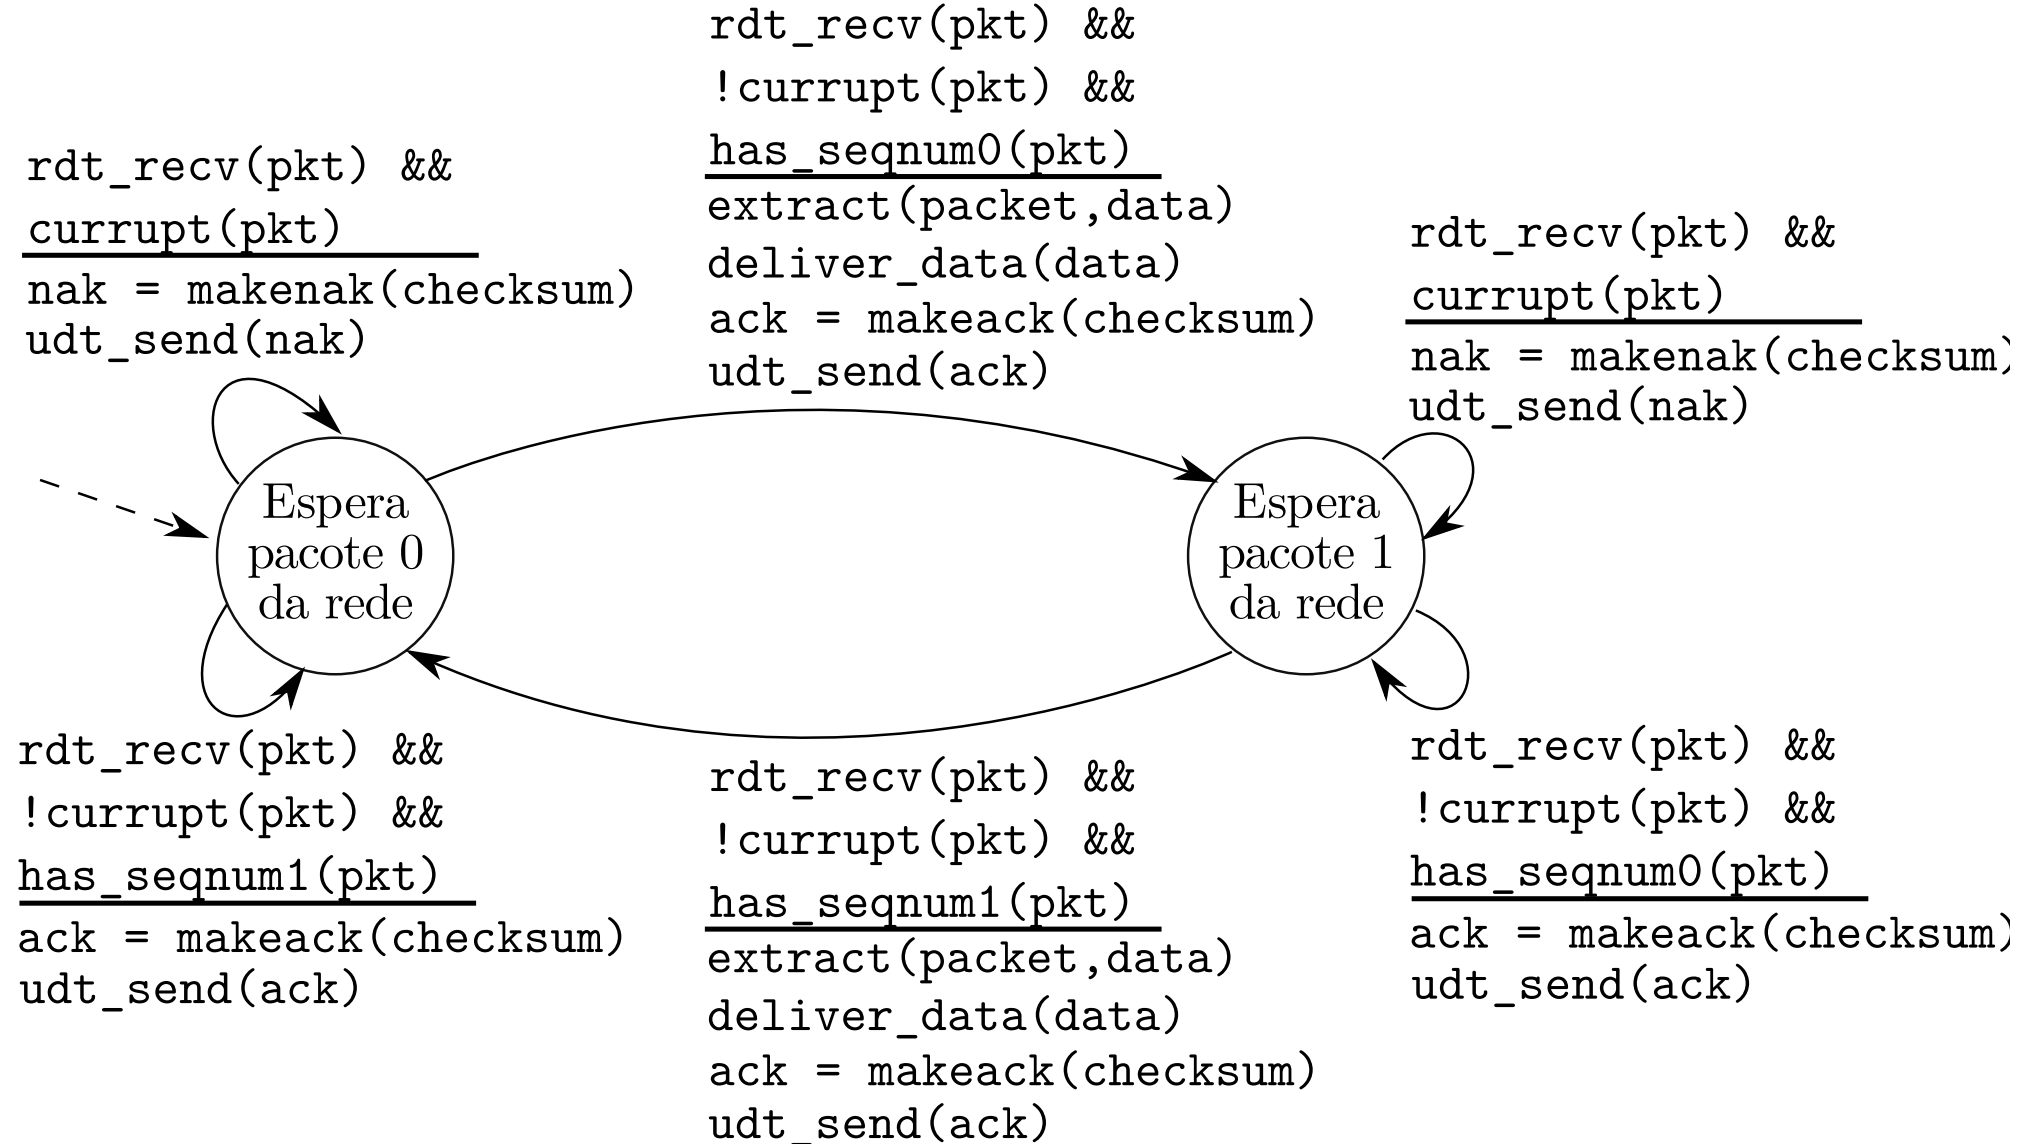 rdt_recv(pkt) &&
!currupt(pkt) &&
has_seqnum0(pkt)
extract(packet,data)
deliver_data(data)
ack = makeack(checksum)
udt_send(ack)
rdt_recv(pkt) &&
currupt(pkt)
nak = makenak(checksum)
udt_send(nak)
rdt_recv(pkt) &&
currupt(pkt)
nak = makenak(checksum)
udt_send(nak)
Espera
pacote 0
da rede
Espera
pacote 1
da rede
rdt_recv(pkt) &&
!currupt(pkt) &&
has_seqnum1(pkt)
ack = makeack(checksum)
udt_send(ack)
rdt_recv(pkt) &&
!currupt(pkt) &&
has_seqnum1(pkt)
extract(packet,data)
deliver_data(data)
ack = makeack(checksum)
udt_send(ack)
rdt_recv(pkt) &&
!currupt(pkt) &&
has_seqnum0(pkt)
ack = makeack(checksum)
udt_send(ack)